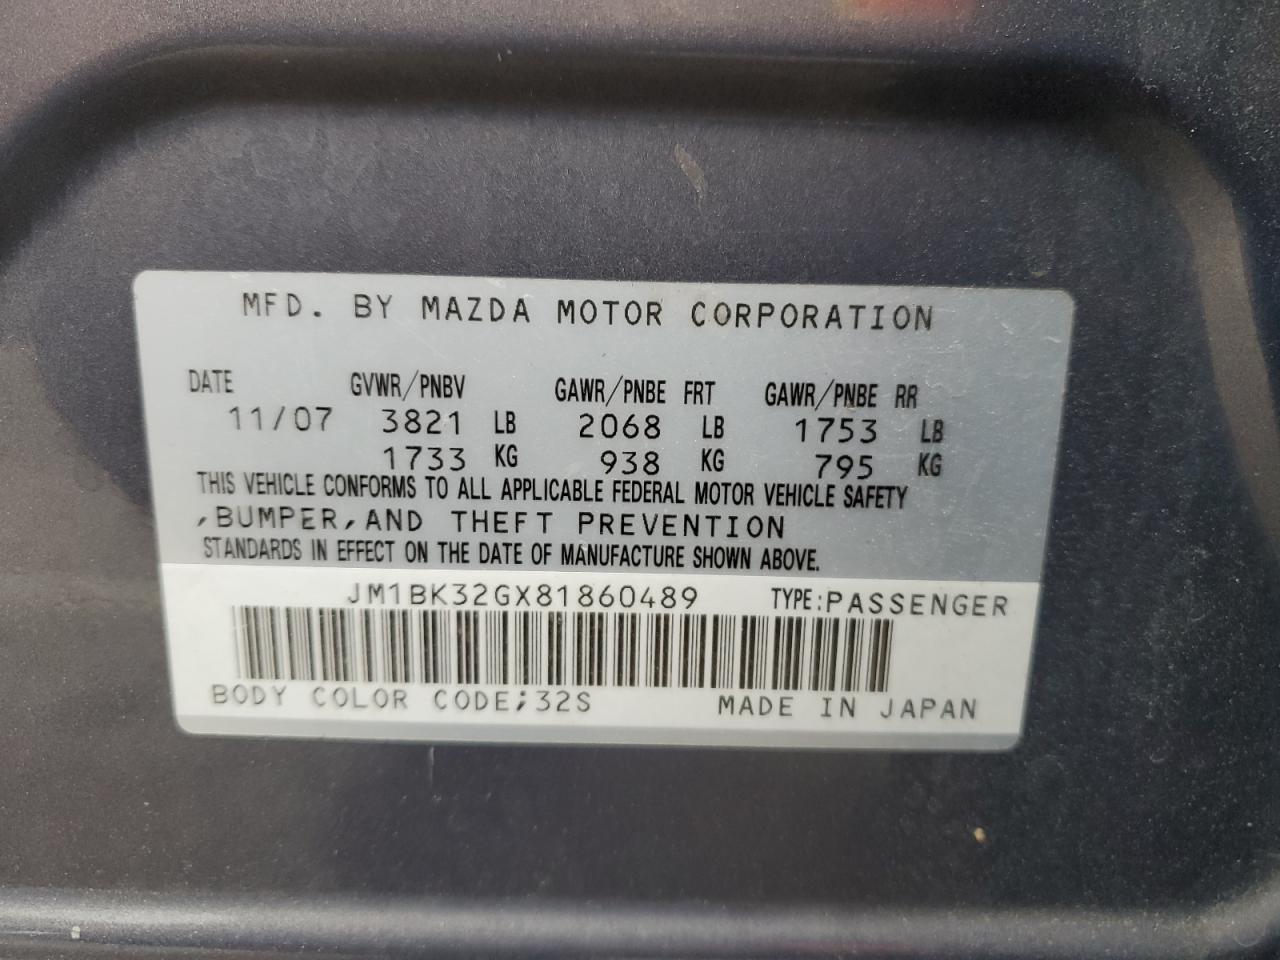 MFD. BY MAZDA MOTOR CORPORATION
DATE GVWR/PNBV GAWR/PNBE FRT GAWR/PNBE RR
11/07 3821 LB 2068 LB 1753 LB
1733 KG 938 KG 795 KG
THIS VEHICLE CONFORMS TO ALL APPLICABLE FEDERAL MOTOR VEHICLE SAFETY
,BUMPER,AND THEFT PREVENTION
STANDARDS IN EFFECT ON THE DATE OF MANUFACTURE SHOWN ABOVE.
JM1BK32GX81860489 TYPE:PASSENGER
BODY COLOR CODE;32S MADE IN JAPAN